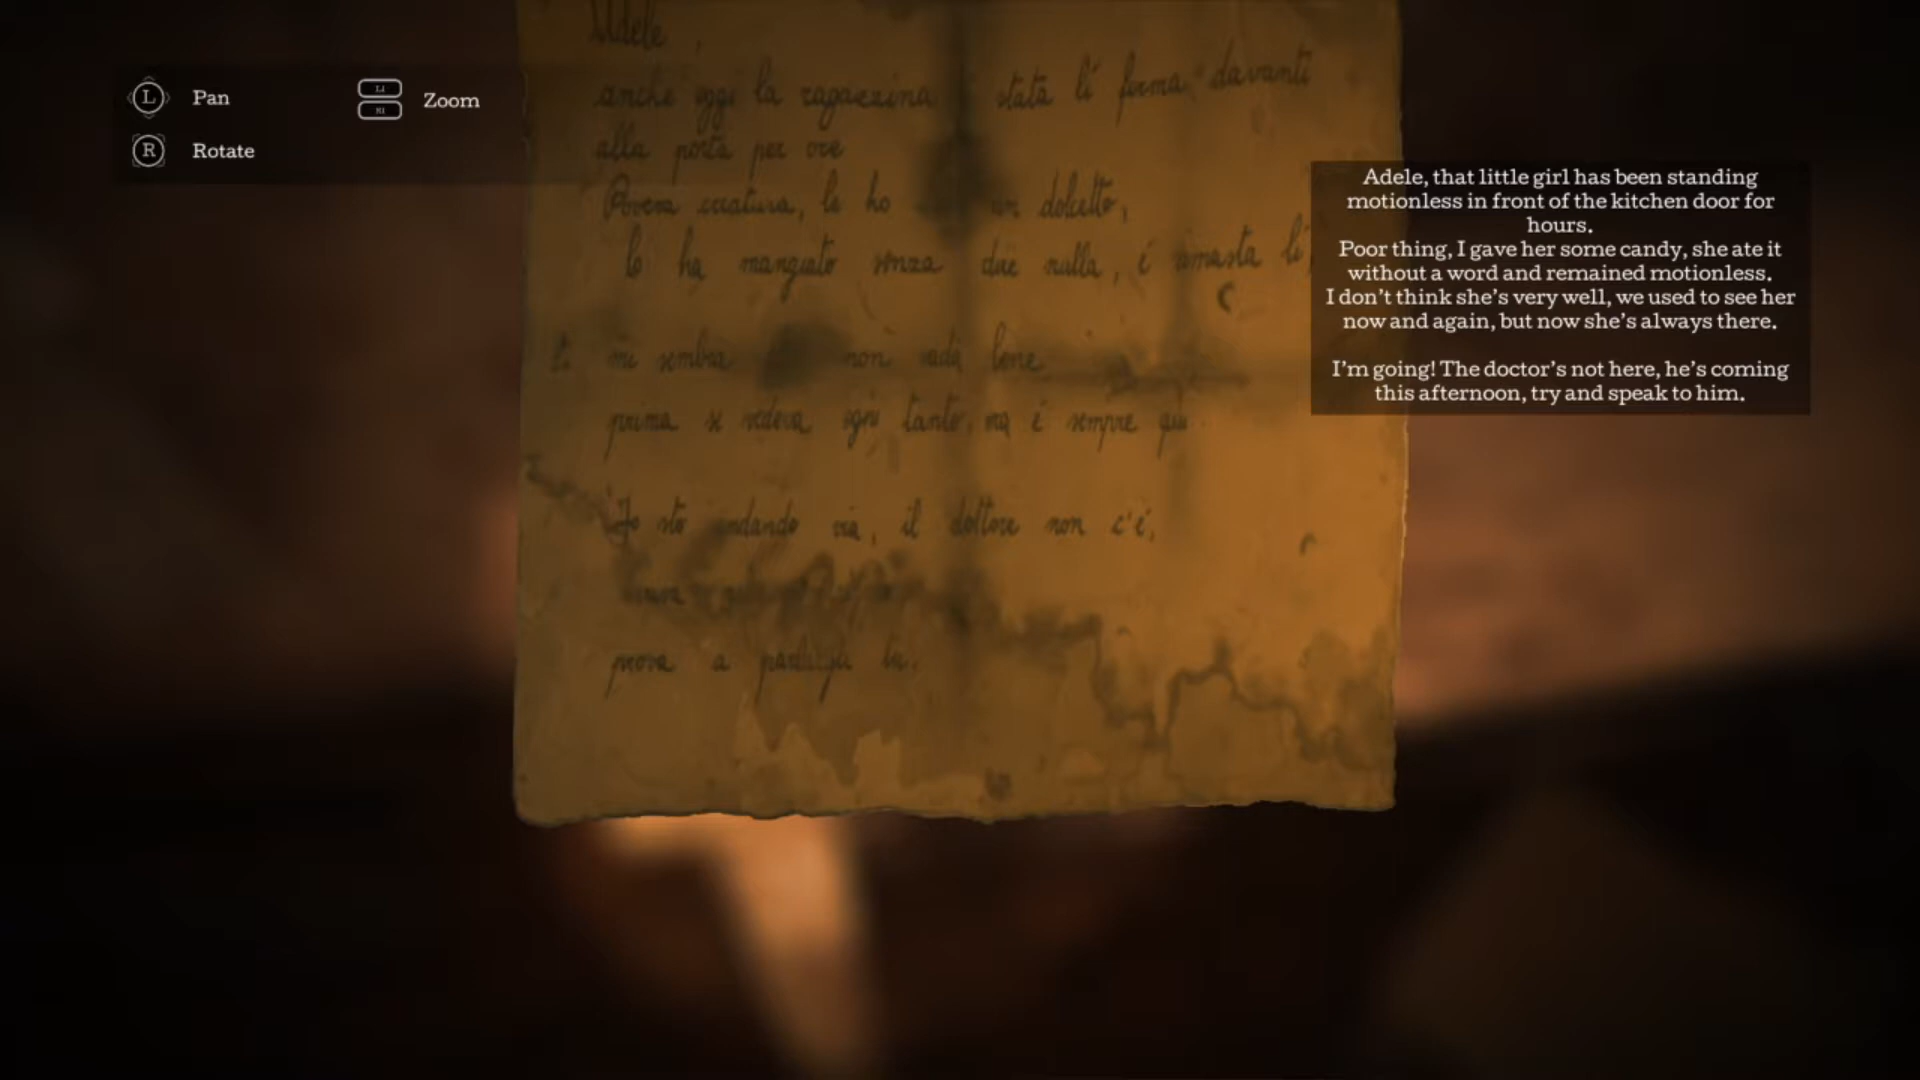 Pan
Zoom
Rotate
Adele,
anche oggi la ragazzina stata lí ferma davanti
alla porta per ore
Povera creatura, le ho un dolcetto,
lo ha mangiato senza dire nulla, é rimasta lí,
mi sembra non vada bene
prima si vedeva ogni tanto, é sempre qui
Io sto andando via, il dottore non c'é,
prova a parlargli tu.
Adele, that little girl has been standing
motionless in front of the kitchen door for
hours.
Poor thing, I gave her some candy, she ate it
without a word and remained motionless.
I don't think she's very well, we used to see her
now and again, but now she's always there.
I'm going! The doctor's not here, he's coming
this afternoon, try and speak to him.